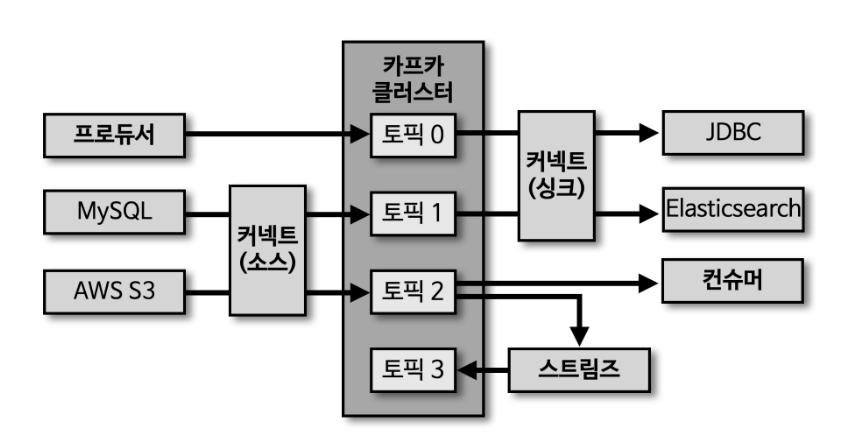 카프카
클러스터
프로듀서
토픽 0
커넥트
(싱크)
JDBC
MySQL
커넥트
(소스)
토픽 1
Elasticsearch
AWS S3
토픽 2
컨슈머
토픽 3
스트림즈